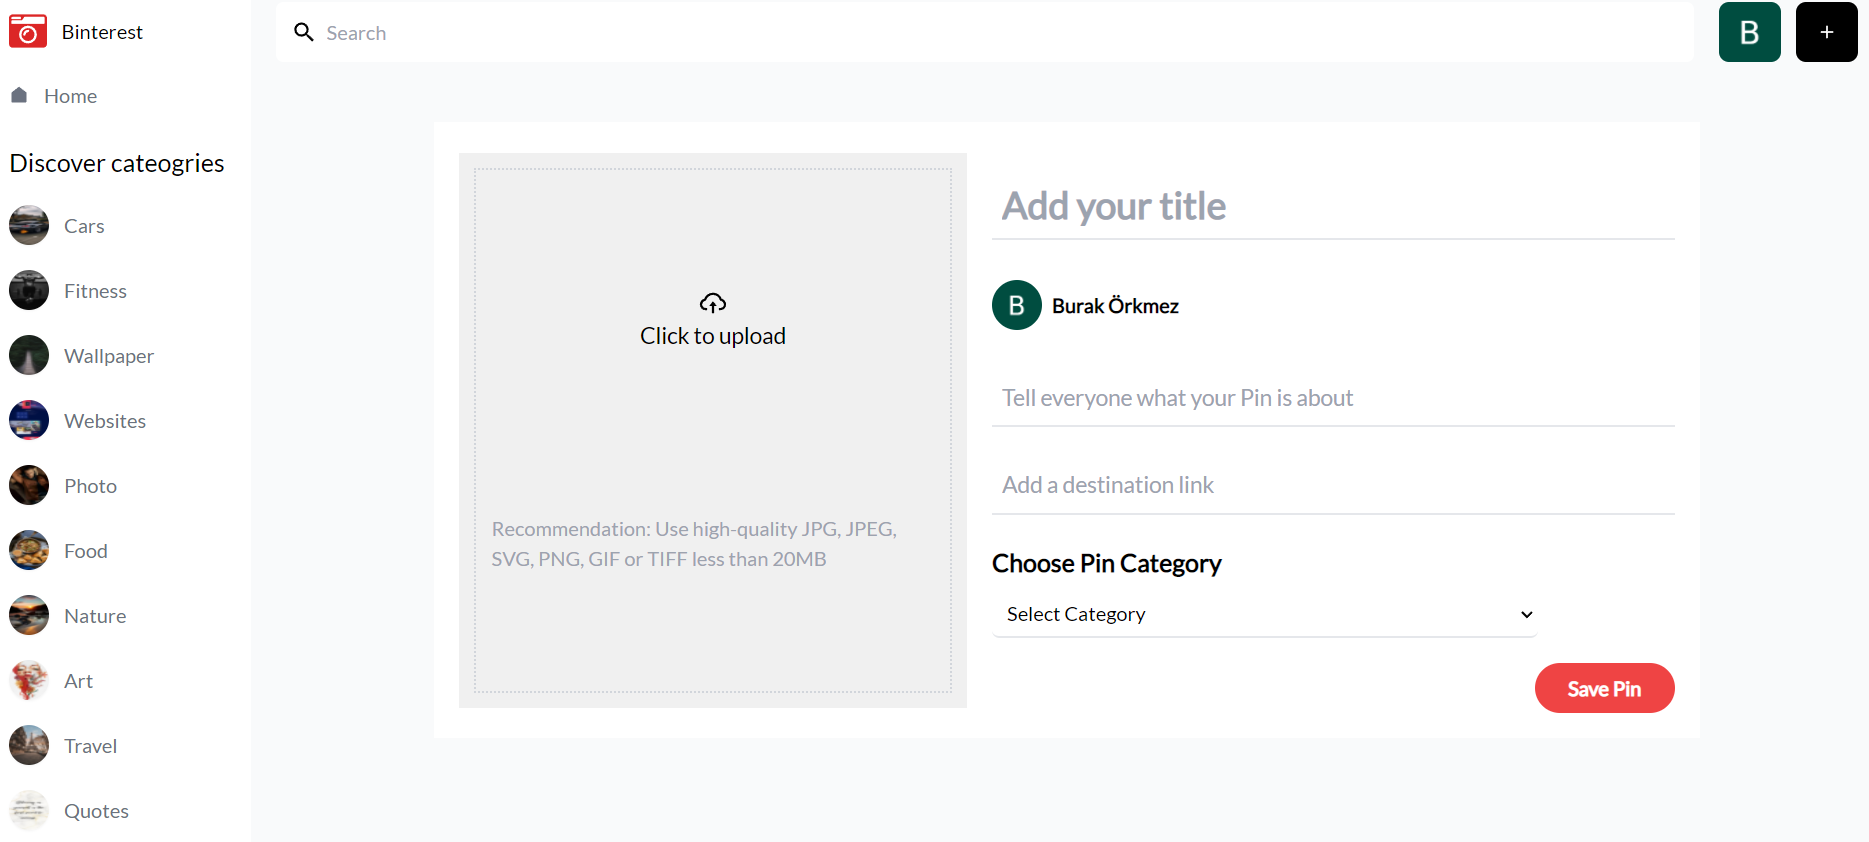 Binterest
Search
B
+
Home
Discover cateogries
Cars
Fitness
Wallpaper
Websites
Photo
Food
Nature
Art
Travel
Quotes
Click to upload
Recommendation: Use high-quality JPG, JPEG,
SVG, PNG, GIF or TIFF less than 20MB
Add your title
B
Burak Örkmez
Tell everyone what your Pin is about
Add a destination link
Choose Pin Category
Select Category
Save Pin